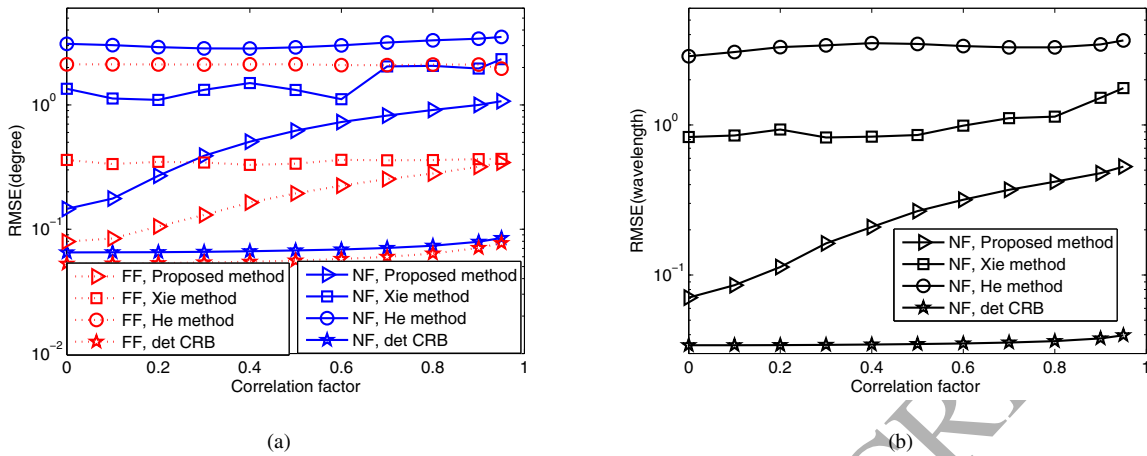 RMSE(degree)
10^0
10^-1
10^-2
0
0.2
0.4
0.6
0.8
1
Correlation factor
FF, Proposed method
FF, Xie method
FF, He method
FF, det CRB
NF, Proposed method
NF, Xie method
NF, He method
NF, det CRB
(a)
RMSE(wavelength)
10^0
10^-1
0
0.2
0.4
0.6
0.8
1
Correlation factor
NF, Proposed method
NF, Xie method
NF, He method
NF, det CRB
(b)